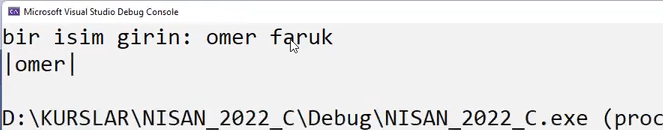 Microsoft Visual Studio Debug Console
bir isim girin: omer faruk
|omer|
D:\KURSLAR\NISAN_2022_C\Debug\NISAN_2022_C.exe (proc